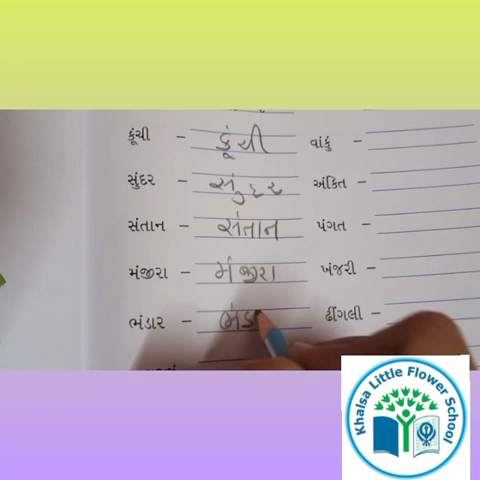 કૂંચી - કૂંચી વાંકું -
સુંદર - સુંદર અંકિત -
સંતાન - સંતાન પંગત -
મંજીરા - મંજીરા ખંજરી -
ભંડાર - ભંડા ઢીંગલી -
Khalsa Little Flower School